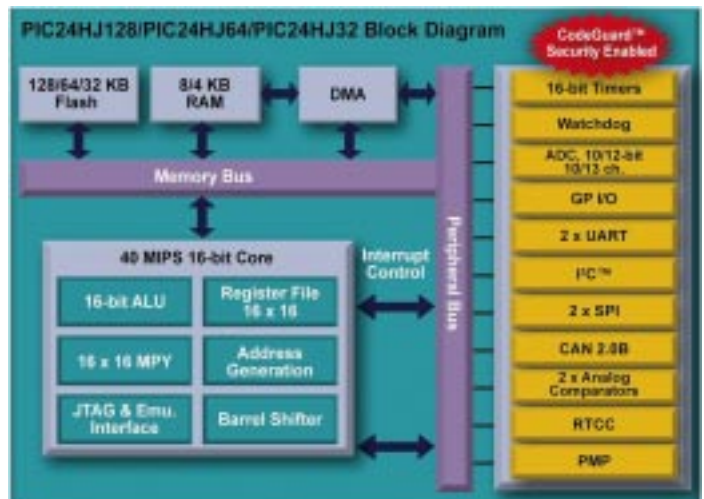 PIC24HJ128/PIC24HJ64/PIC24HJ32 Block Diagram
CodeGuard™
Security Enabled
128/64/32 KB
Flash
8/4 KB
RAM
DMA
Memory Bus
40 MIPS 16-bit Core
16-bit ALU
Register File
16 x 16
16 x 16 MPY
Address
Generation
JTAG & Emu.
Interface
Barrel Shifter
Interrupt
Control
Peripheral Bus
16-bit Timers
Watchdog
ADC, 10/12-bit
10/13 ch.
GP I/O
2 x UART
I²C™
2 x SPI
CAN 2.0B
2 x Analog
Comparators
RTCC
PMP